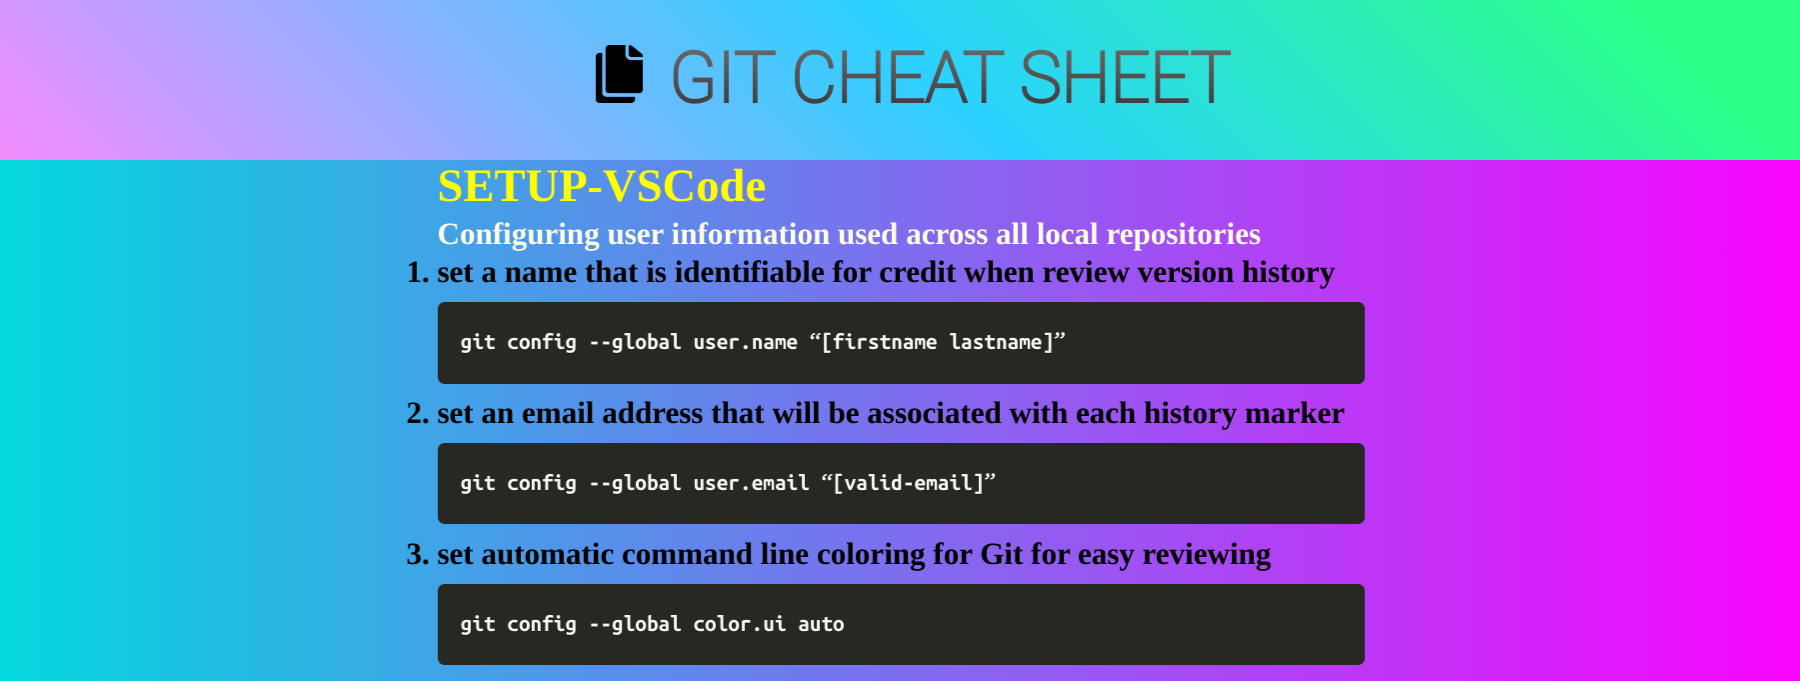 GIT CHEAT SHEET
SETUP-VSCode
Configuring user information used across all local repositories
1. set a name that is identifiable for credit when review version history
git config --global user.name “[firstname lastname]”
2. set an email address that will be associated with each history marker
git config --global user.email “[valid-email]”
3. set automatic command line coloring for Git for easy reviewing
git config --global color.ui auto